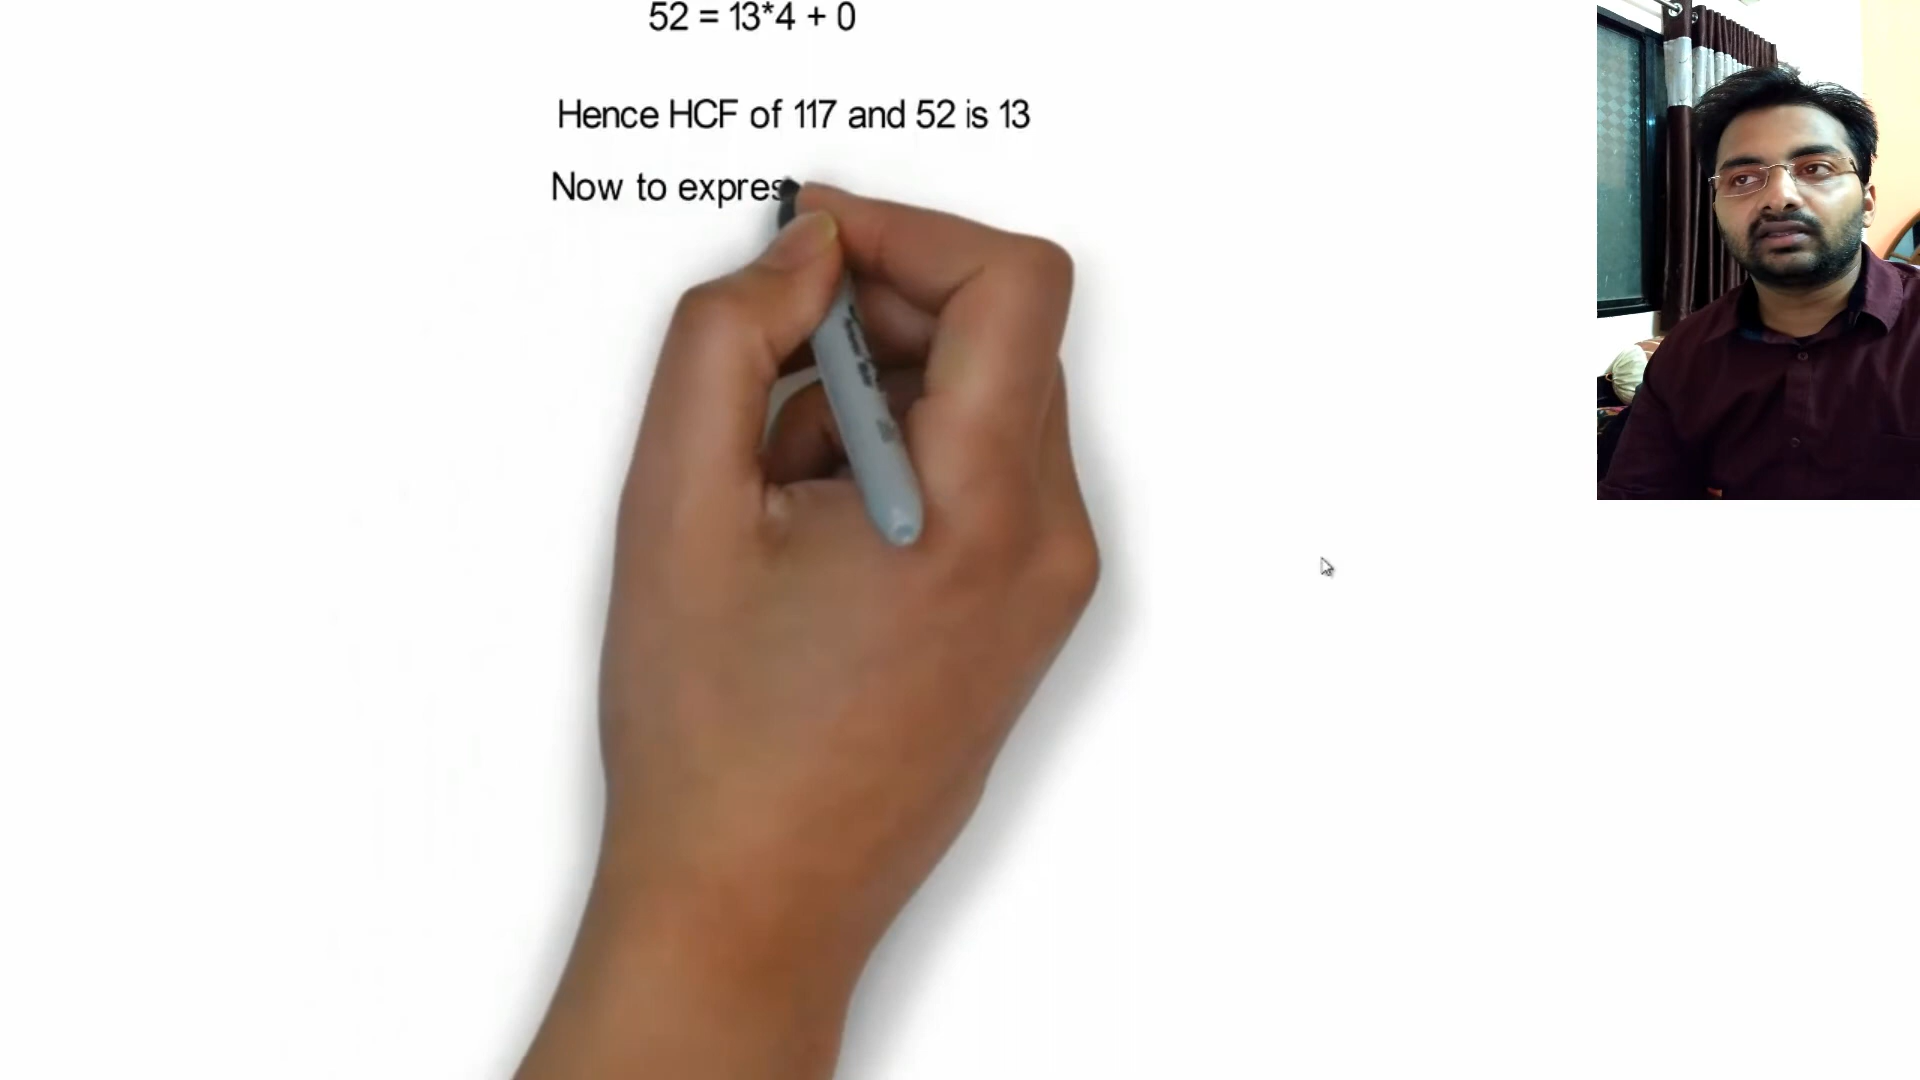 52 = 13*4 + 0
Hence HCF of 117 and 52 is 13
Now to expres